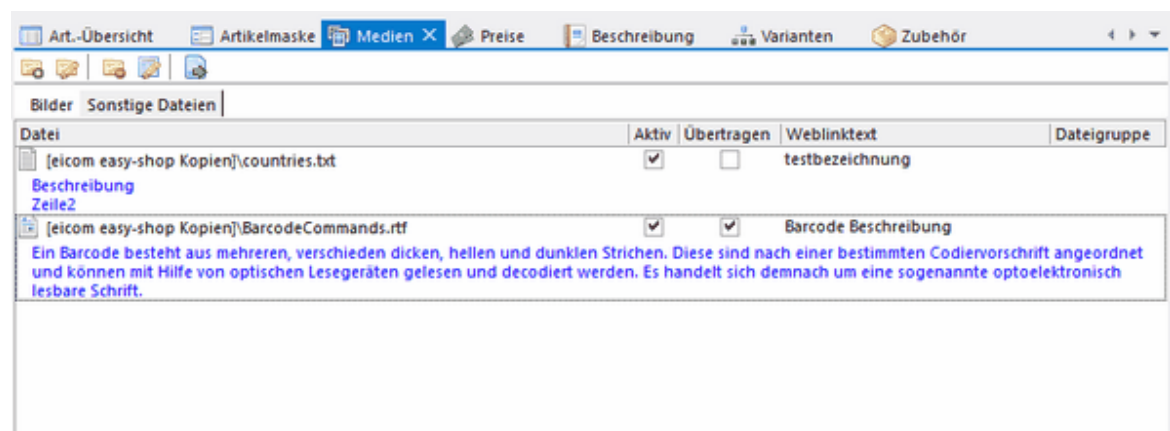 Art.-Übersicht Artikelmaske Medien Preise Beschreibung Varianten Zubehör
Bilder Sonstige Dateien
Datei Aktiv Übertragen Weblinktext Dateigruppe
[eicom easy-shop Kopien]\countries.txt testbezeichnung
Beschreibung
Zeile2
[eicom easy-shop Kopien]\BarcodeCommands.rtf Barcode Beschreibung
Ein Barcode besteht aus mehreren, verschieden dicken, hellen und dunklen Strichen. Diese sind nach einer bestimmten Codiervorschrift angeordnet
und können mit Hilfe von optischen Lesegeräten gelesen und decodiert werden. Es handelt sich demnach um eine sogenannte optoelektronisch
lesbare Schrift.